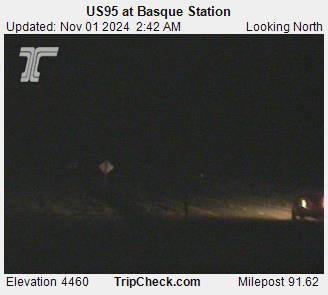 US95 at Basque Station
Updated: Nov 01 2024 2:42 AM Looking North
Elevation 4460 TripCheck.com Milepost 91.62